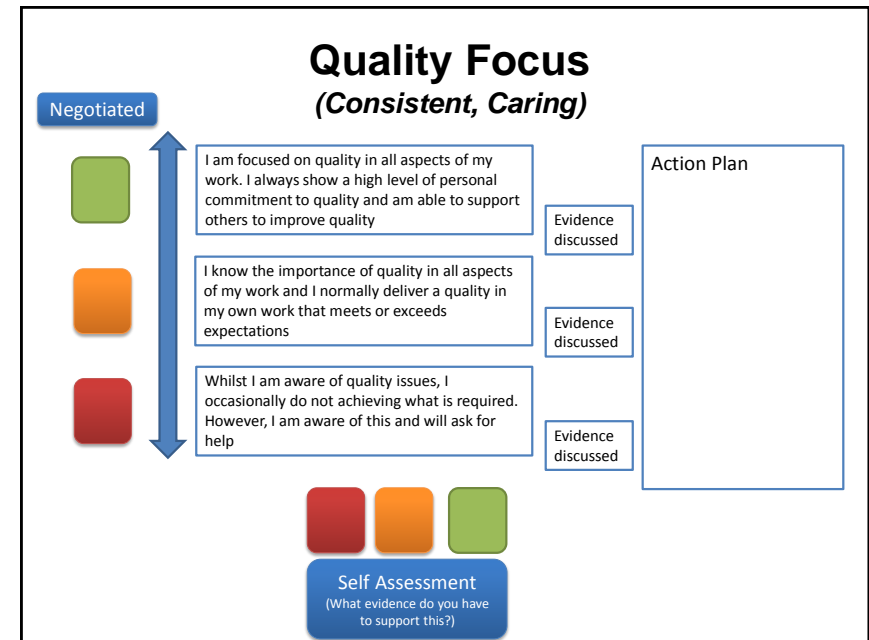 Quality Focus
(Consistent, Caring)
Negotiated
I am focused on quality in all aspects of my
work. I always show a high level of personal
commitment to quality and am able to support
others to improve quality
Evidence
discussed
I know the importance of quality in all aspects
of my work and I normally deliver a quality in
my own work that meets or exceeds
expectations
Evidence
discussed
Whilst I am aware of quality issues, I
occasionally do not achieving what is required.
However, I am aware of this and will ask for
help
Evidence
discussed
Action Plan
Self Assessment
(What evidence do you have
to support this?)